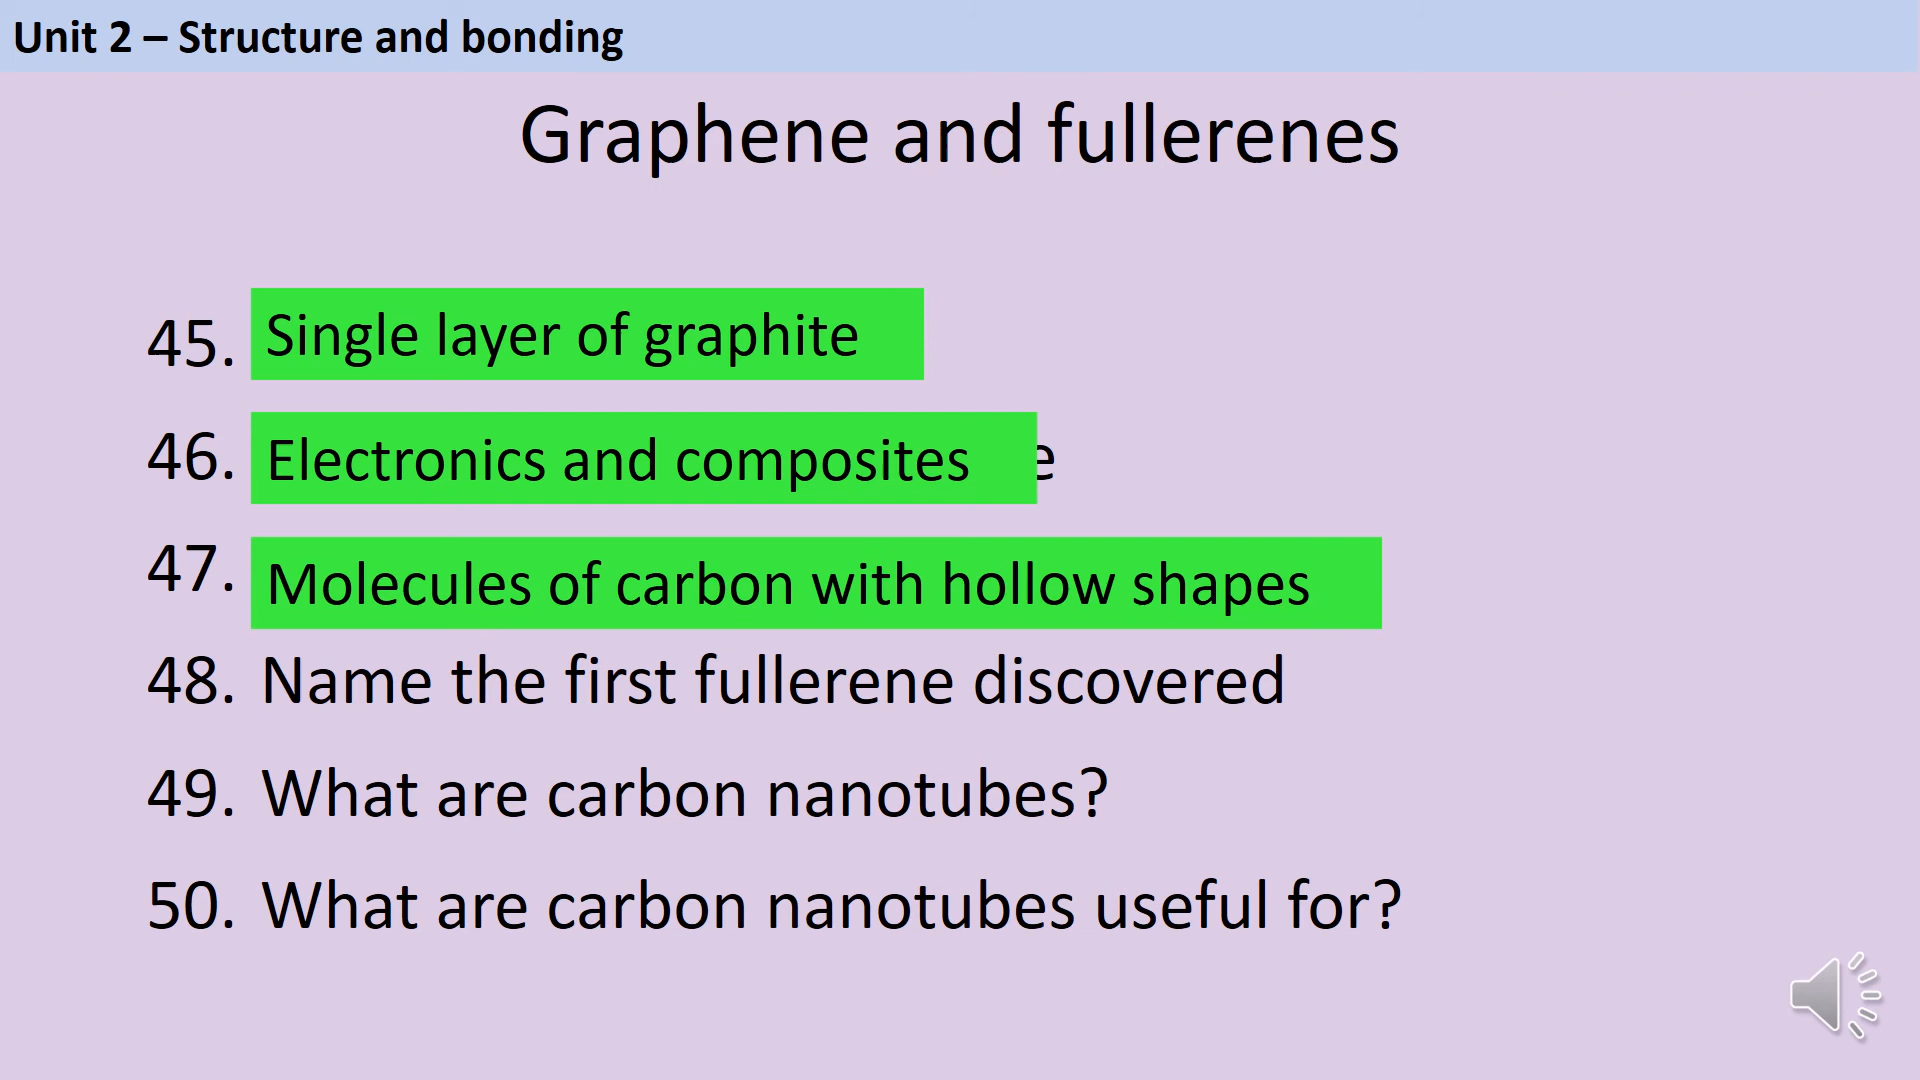 Unit 2 – Structure and bonding
Graphene and fullerenes
45. Single layer of graphite
46. Electronics and composites e
47. Molecules of carbon with hollow shapes
48. Name the first fullerene discovered
49. What are carbon nanotubes?
50. What are carbon nanotubes useful for?